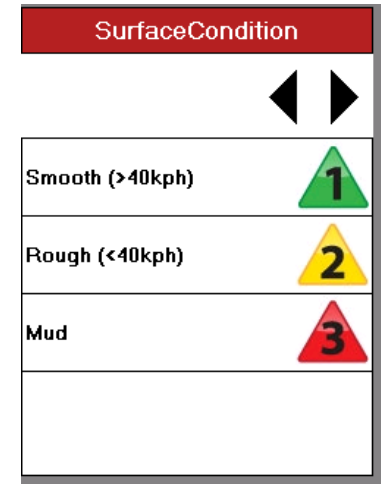 SurfaceCondition
Smooth (>40kph)
1
Rough (<40kph)
2
Mud
3